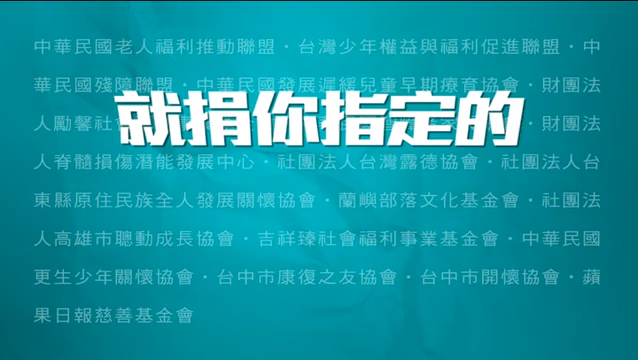 中華民國老人福利推動聯盟・台灣少年權益與福利促進聯盟・中
華民國殘障聯盟・中華民國發展遲緩兒童早期療育協會・財團法
就捐你指定的
人勵馨社會
財團法
人脊髓損傷潛能發展中心・社團法人台灣露德協會・社團法人台
東縣原住民族全人發展關懷協會・蘭嶼部落文化基金會・社團法
人高雄市聰動成長協會・吉祥臻社會福利事業基金會・中華民國
更生少年關懷協會・台中市康復之友協會・台中市開懷協會・蘋
果日報慈善基金會